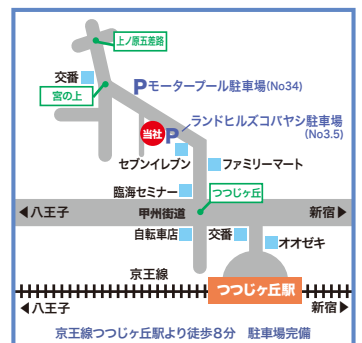 上ノ原五差路
交番
宮の上
Pモータープール駐車場(No34)
ランドヒルズコバヤシ駐車場
(No3.5)
当社
P
セブンイレブン
ファミリーマート
臨海セミナー
つつじヶ丘
◀八王子
甲州街道
新宿▶
自転車店
交番
オオゼキ
京王線
つつじヶ丘駅
◀八王子
新宿▶
京王線つつじヶ丘駅より徒歩8分 駐車場完備